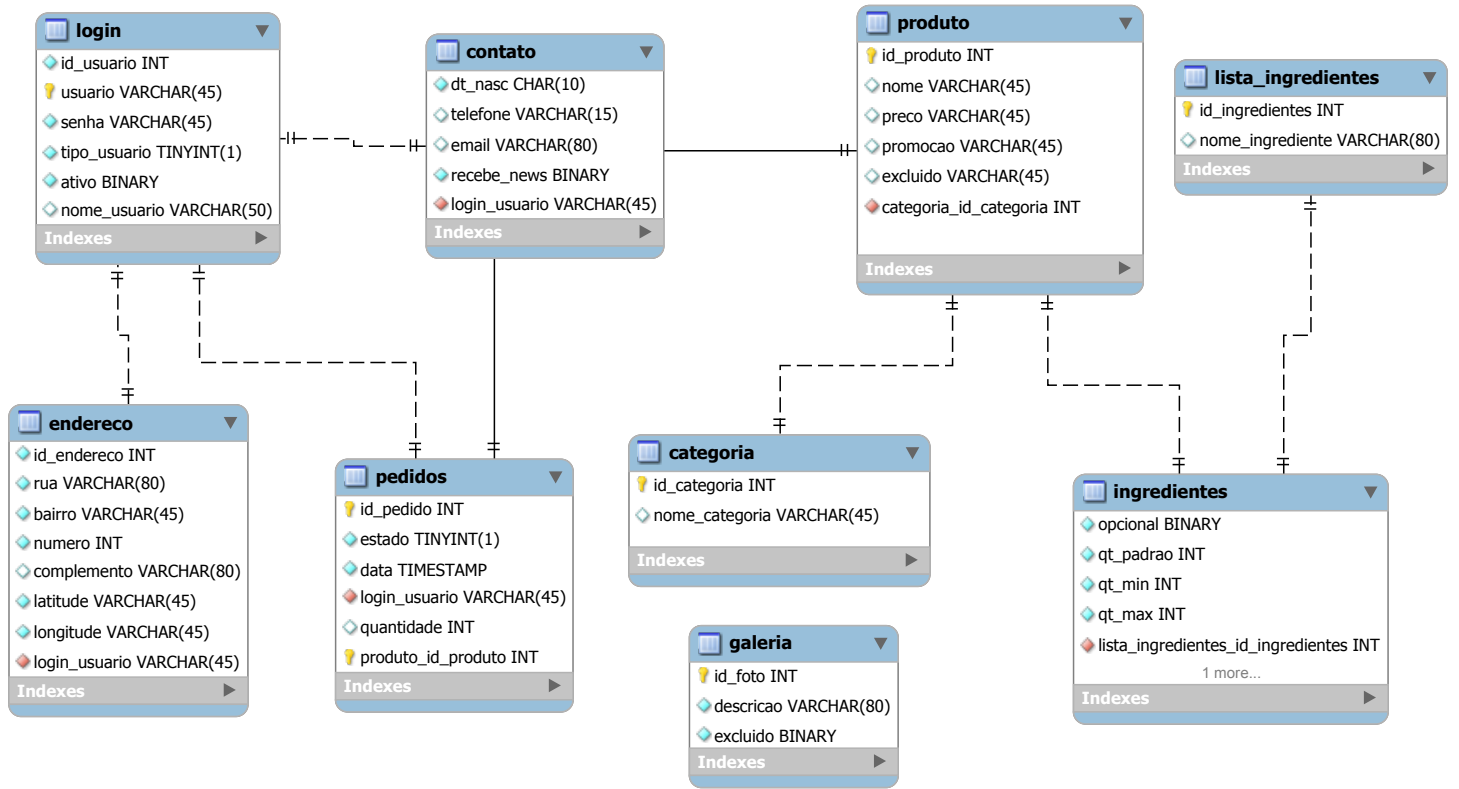 login
id_usuario INT
usuario VARCHAR(45)
senha VARCHAR(45)
tipo_usuario TINYINT(1)
ativo BINARY
nome_usuario VARCHAR(50)
Indexes
contato
dt_nasc CHAR(10)
telefone VARCHAR(15)
email VARCHAR(80)
recebe_news BINARY
login_usuario VARCHAR(45)
Indexes
produto
id_produto INT
nome VARCHAR(45)
preco VARCHAR(45)
promocao VARCHAR(45)
excluido VARCHAR(45)
categoria_id_categoria INT
Indexes
lista_ingredientes
id_ingredientes INT
nome_ingrediente VARCHAR(80)
Indexes
endereco
id_endereco INT
rua VARCHAR(80)
bairro VARCHAR(45)
numero INT
complemento VARCHAR(80)
latitude VARCHAR(45)
longitude VARCHAR(45)
login_usuario VARCHAR(45)
Indexes
pedidos
id_pedido INT
estado TINYINT(1)
data TIMESTAMP
login_usuario VARCHAR(45)
quantidade INT
produto_id_produto INT
Indexes
categoria
id_categoria INT
nome_categoria VARCHAR(45)
Indexes
galeria
id_foto INT
descricao VARCHAR(80)
excluido BINARY
Indexes
ingredientes
opcional BINARY
qt_padrao INT
qt_min INT
qt_max INT
lista_ingredientes_id_ingredientes INT
1 more...
Indexes